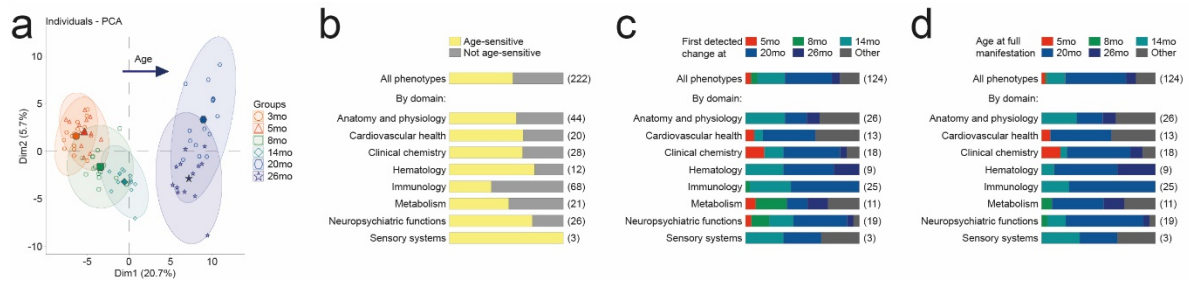 a
Individuals - PCA
Age
10
5
0
-5
-10
Dim2 (5.7%)
-5
0
5
10
Dim1 (20.7%)
Groups
3mo
5mo
8mo
14mo
20mo
26mo
b
Age-sensitive
Not age-sensitive
All phenotypes (222)
By domain:
Anatomy and physiology (44)
Cardiovascular health (20)
Clinical chemistry (28)
Hematology (12)
Immunology (68)
Metabolism (21)
Neuropsychiatric functions (26)
Sensory systems (3)
c
First detected change at
5mo 8mo 14mo
20mo 26mo Other
All phenotypes (124)
By domain:
Anatomy and physiology (26)
Cardiovascular health (13)
Clinical chemistry (18)
Hematology (9)
Immunology (25)
Metabolism (11)
Neuropsychiatric functions (19)
Sensory systems (3)
d
Age at full manifestation
5mo 8mo 14mo
20mo 26mo Other
All phenotypes (124)
By domain:
Anatomy and physiology (26)
Cardiovascular health (13)
Clinical chemistry (18)
Hematology (9)
Immunology (25)
Metabolism (11)
Neuropsychiatric functions (19)
Sensory systems (3)